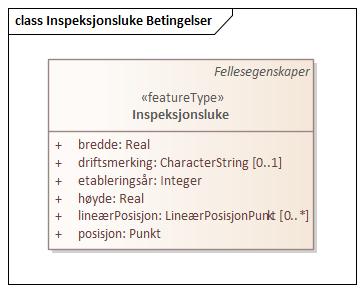 class Inspeksjonsluke Betingelser
Fellesegenskaper
«featureType»
Inspeksjonsluke
+ bredde: Real
+ driftsmerking: CharacterString [0..1]
+ etableringsår: Integer
+ høyde: Real
+ lineærPosisjon: LineærPosisjonPunkt [0..*]
+ posisjon: Punkt